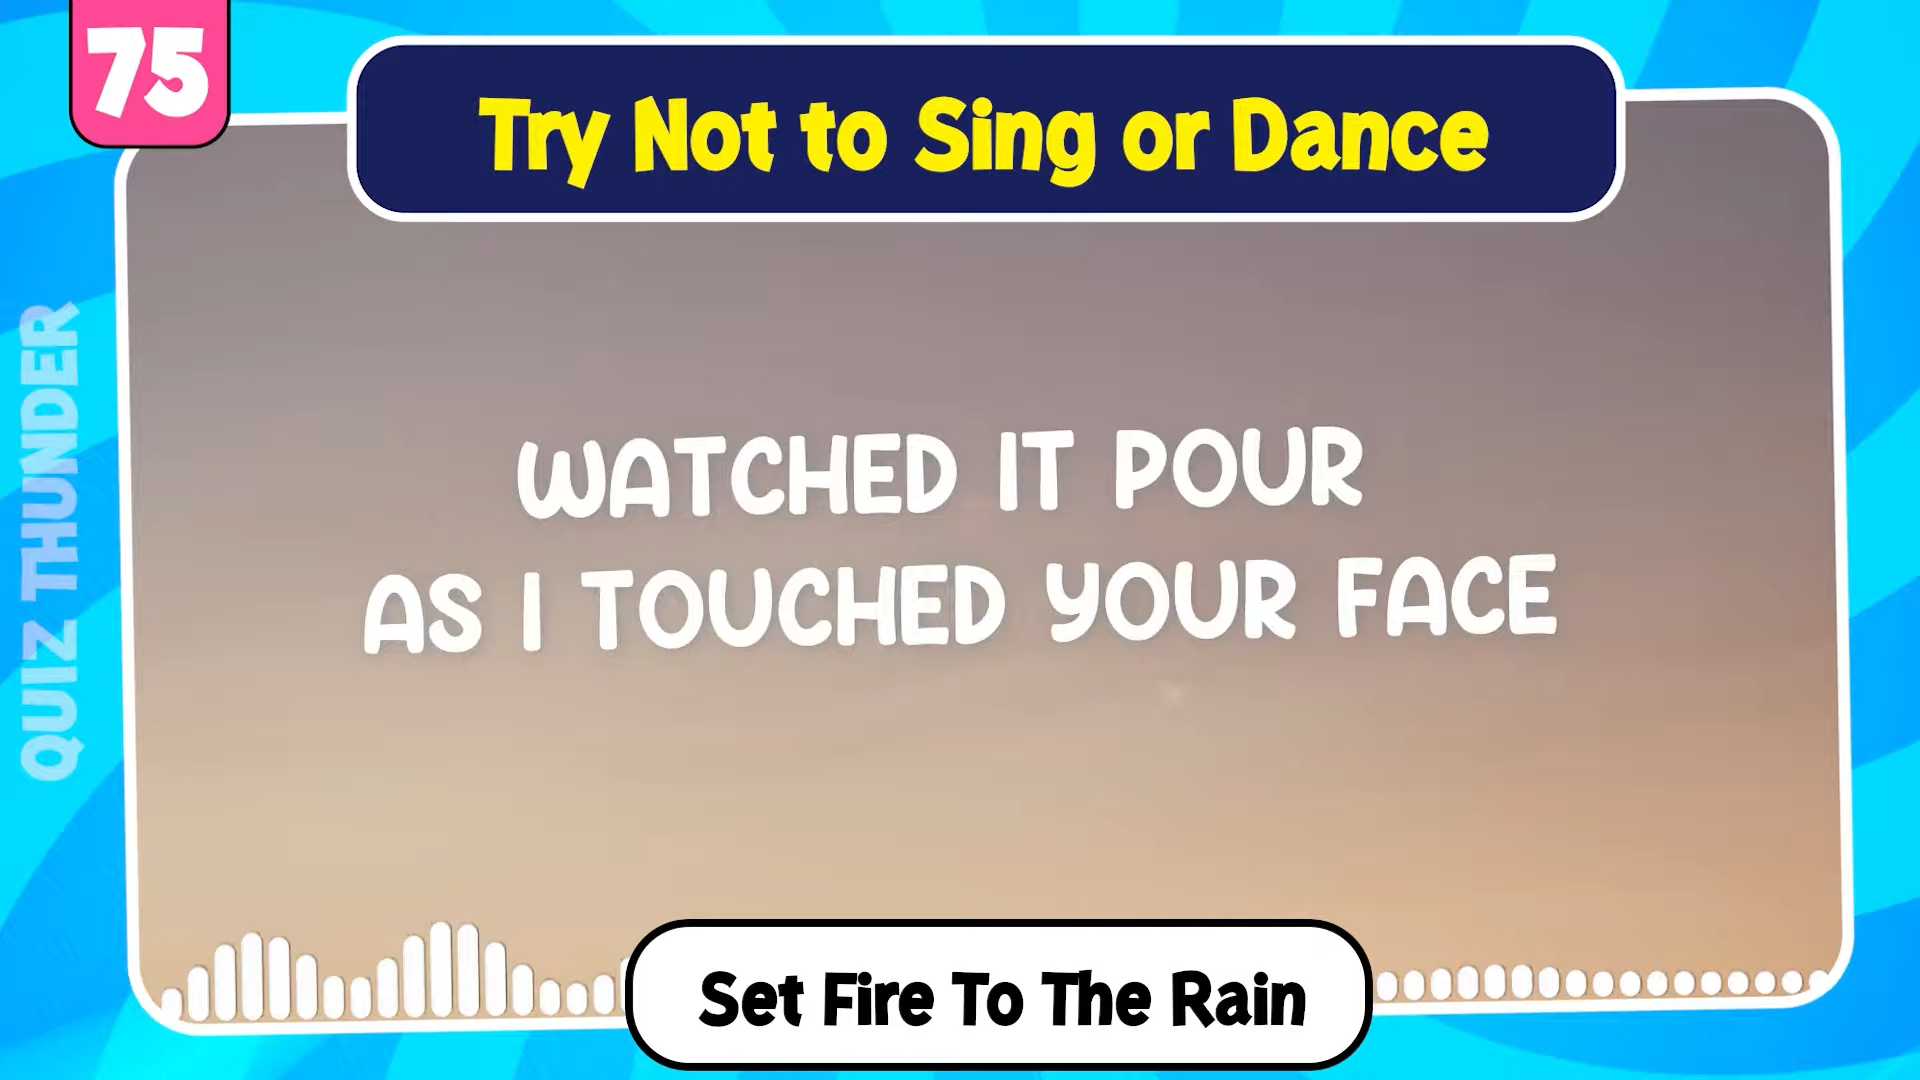 75
Try Not to Sing or Dance
QUIZ THUNDER
WATCHED IT POUR
AS I TOUCHED YOUR FACE
Set Fire To The Rain